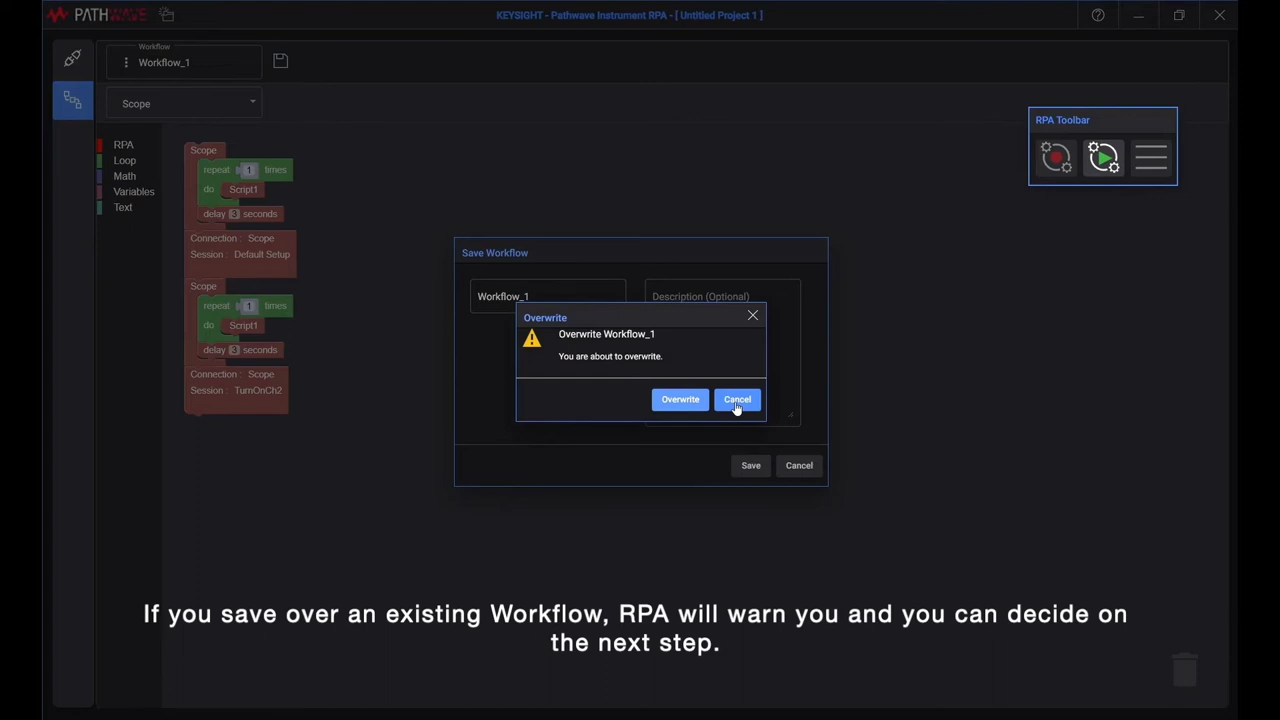 PATHWAVE
KEYSIGHT - Pathwave Instrument RPA - [ Untitled Project 1 ]
Workflow
Workflow_1
Scope
RPA
Loop
Math
Variables
Text
Scope
repeat 1 times
do Script1
delay 3 seconds
Connection : Scope
Session : Default Setup
Scope
repeat 1 times
do Script1
delay 3 seconds
Connection : Scope
Session : TurnOnCh2
RPA Toolbar
Save Workflow
Workflow_1
Description (Optional)
Overwrite
Overwrite Workflow_1
You are about to overwrite.
Overwrite
Cancel
Save
Cancel
If you save over an existing Workflow, RPA will warn you and you can decide on
the next step.